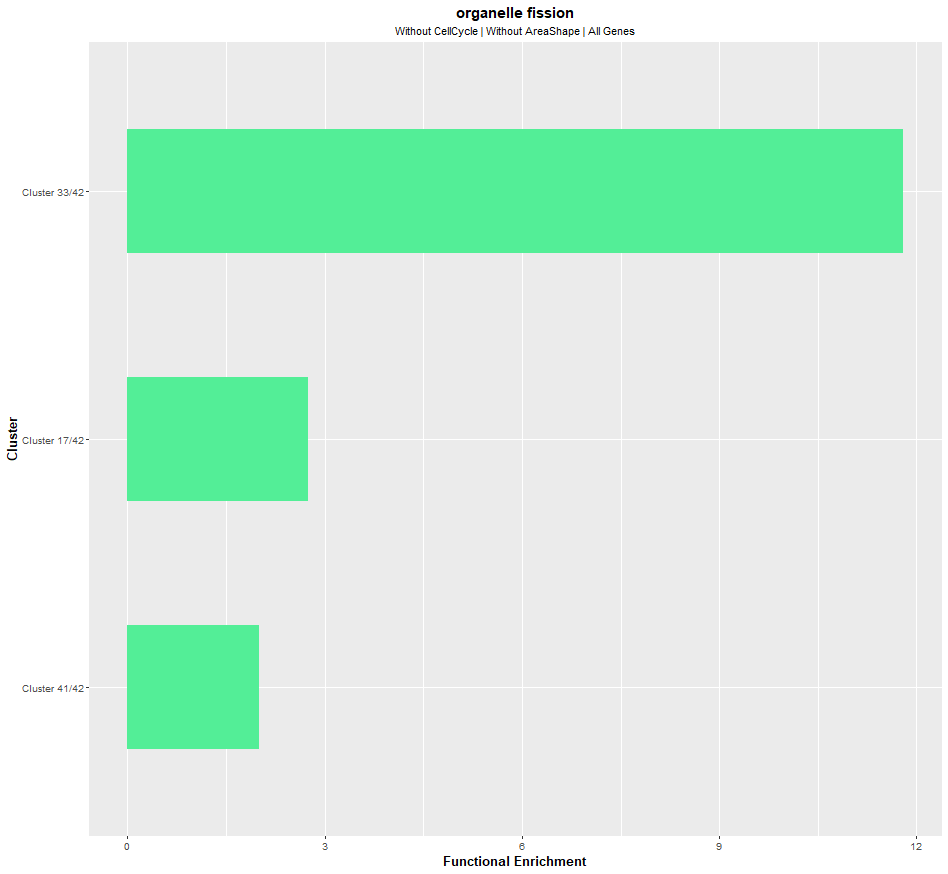 organelle fission
Without CellCycle | Without AreaShape | All Genes
Cluster 33/42
Cluster 17/42
Cluster 41/42
Cluster
0 3 6 9 12
Functional Enrichment